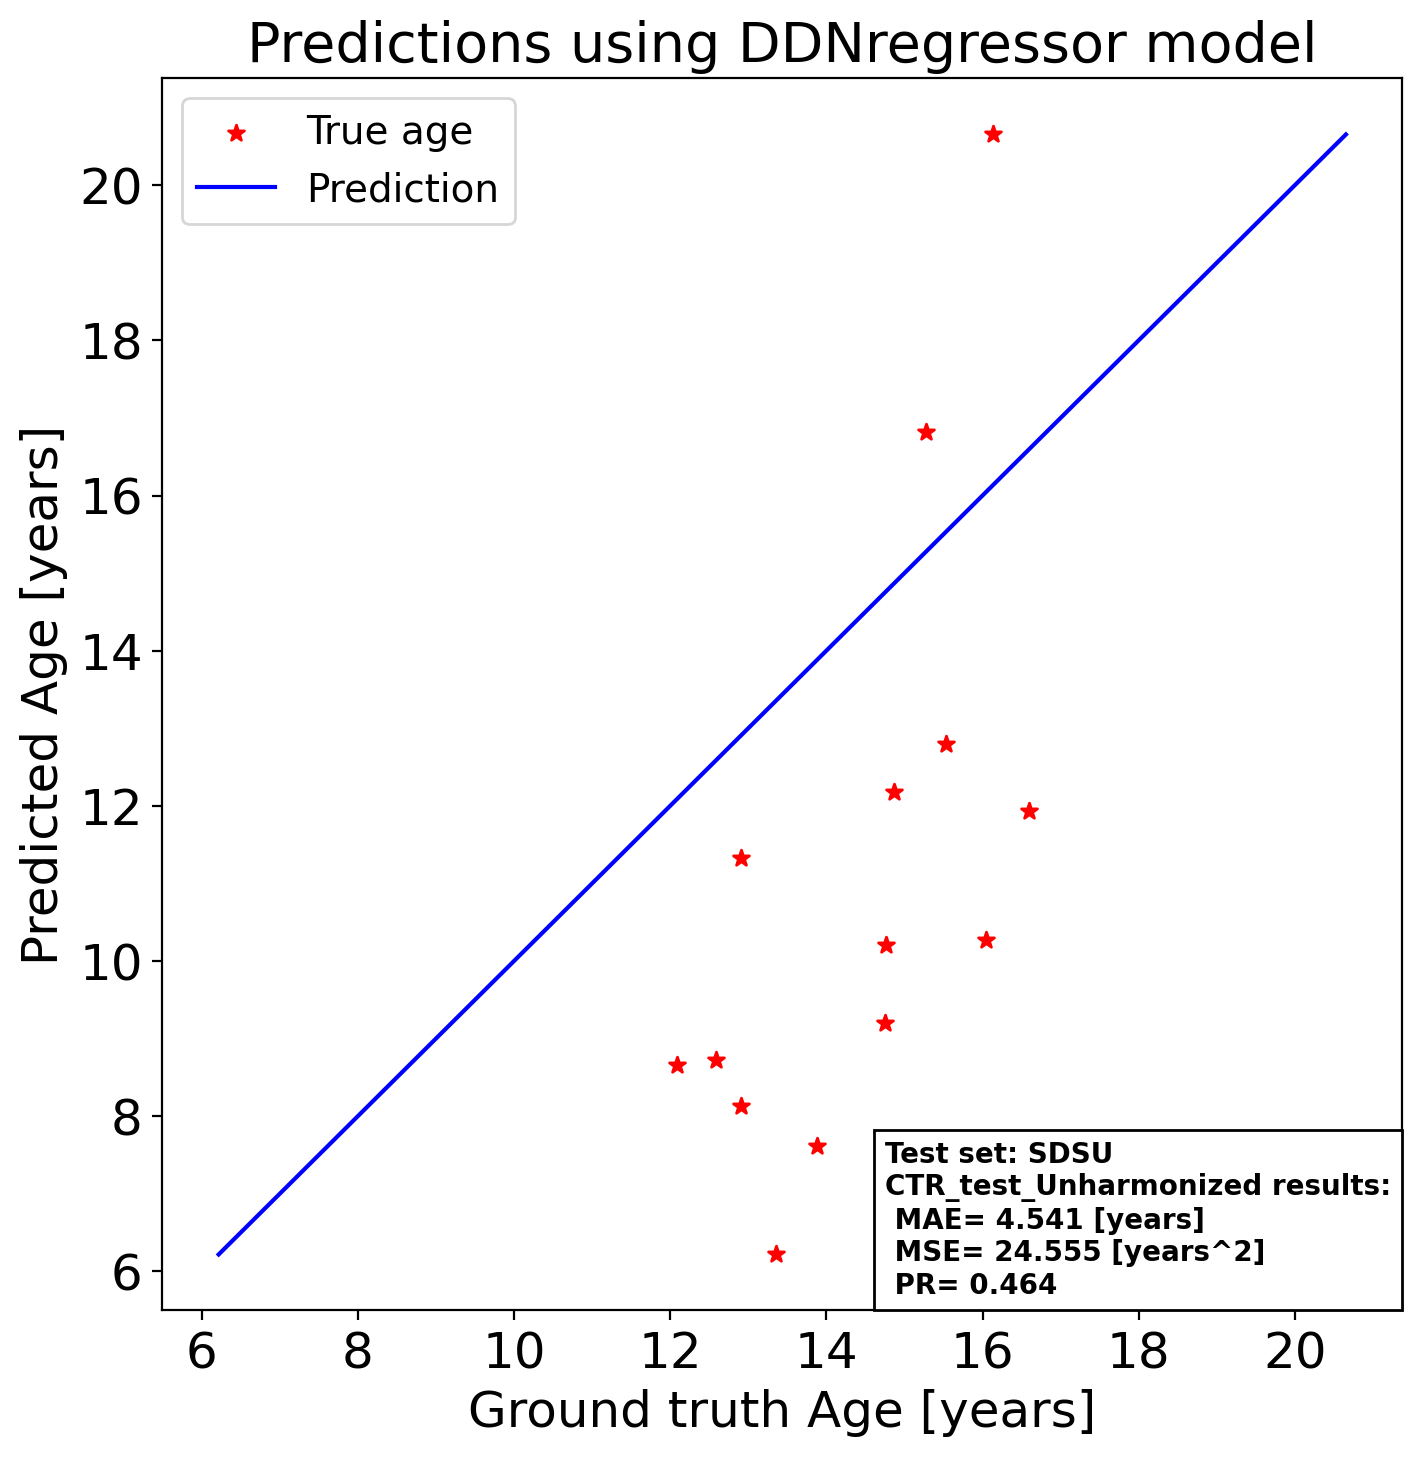 Predictions using DDNregressor model
True age
Prediction
Predicted Age [years]
20
18
16
14
12
10
8
6
Test set: SDSU
CTR_test_Unharmonized results:
MAE= 4.541 [years]
MSE= 24.555 [years^2]
PR= 0.464
6 8 10 12 14 16 18 20
Ground truth Age [years]